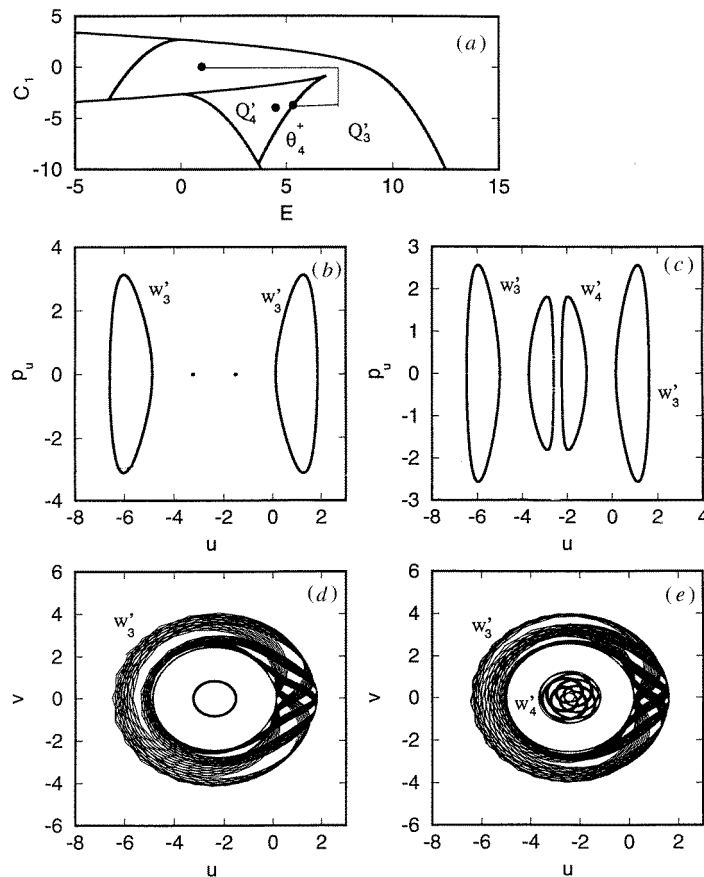 5
(a)
0
C₁
-5
Q'₄
θ₄⁺
Q'₃
-10
-5 0 5 10 15
E
4
(b)
w'₃ w'₃
2
p_u
0
-2
-4
-8 -6 -4 -2 0 2
u
3
(c)
w'₃ w'₄
2
1
p_u
0
w'₃
-1
-2
-3
-8 -6 -4 -2 0 2 4
u
6
(d)
w'₃
4
2
v
0
-2
-4
-6
-8 -6 -4 -2 0 2
u
6
(e)
w'₃
4
2
v
0
w'₄
-2
-4
-6
-8 -6 -4 -2 0 2
u